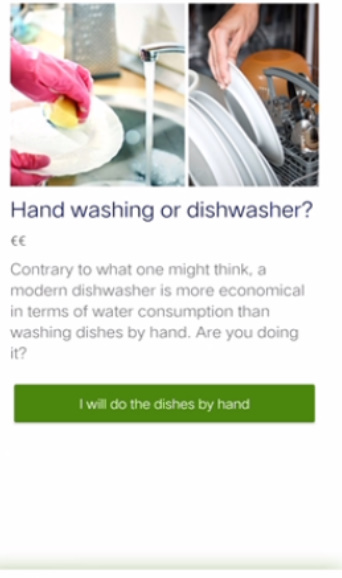 Hand washing or dishwasher?
€€
Contrary to what one might think, a
modern dishwasher is more economical
in terms of water consumption than
washing dishes by hand. Are you doing
it?
I will do the dishes by hand